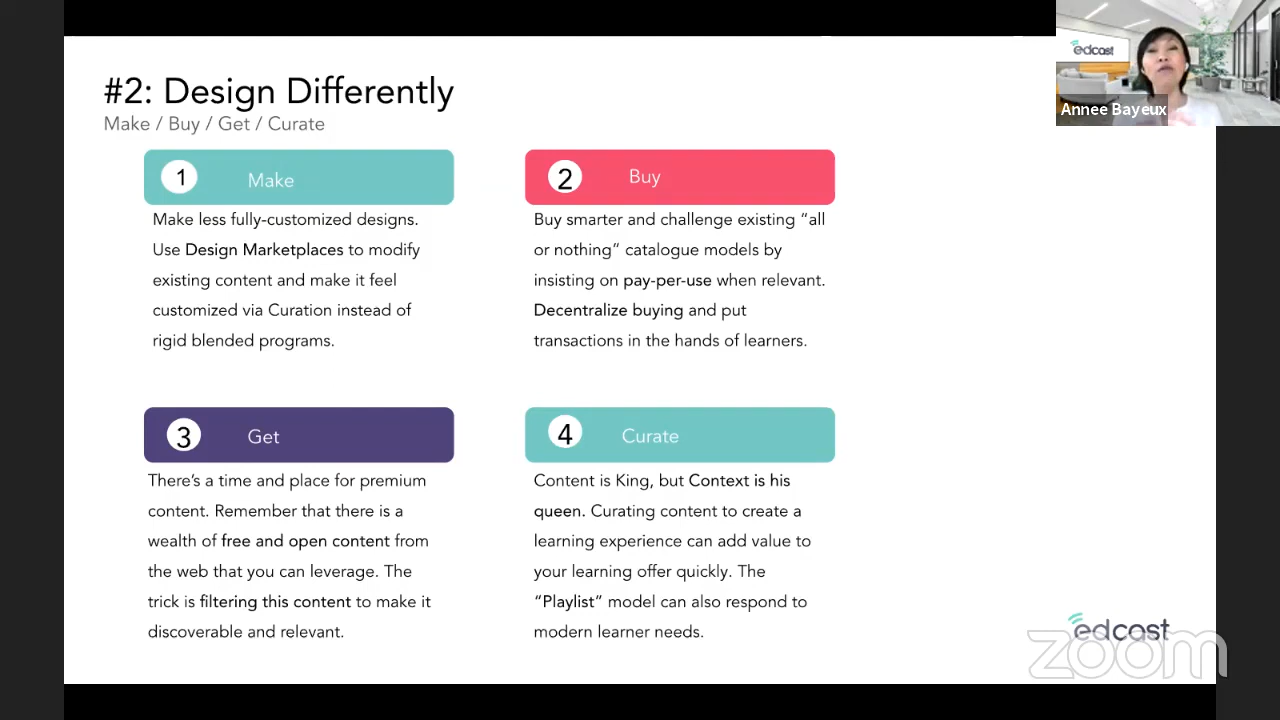 edcast
Annee Bayeux
#2: Design Differently
Make / Buy / Get / Curate
1 Make
Make less fully-customized designs.
Use Design Marketplaces to modify
existing content and make it feel
customized via Curation instead of
rigid blended programs.
2 Buy
Buy smarter and challenge existing “all
or nothing” catalogue models by
insisting on pay-per-use when relevant.
Decentralize buying and put
transactions in the hands of learners.
3 Get
There’s a time and place for premium
content. Remember that there is a
wealth of free and open content from
the web that you can leverage. The
trick is filtering this content to make it
discoverable and relevant.
4 Curate
Content is King, but Context is his
queen. Curating content to create a
learning experience can add value to
your learning offer quickly. The
“Playlist” model can also respond to
modern learner needs.
edcast
zoom